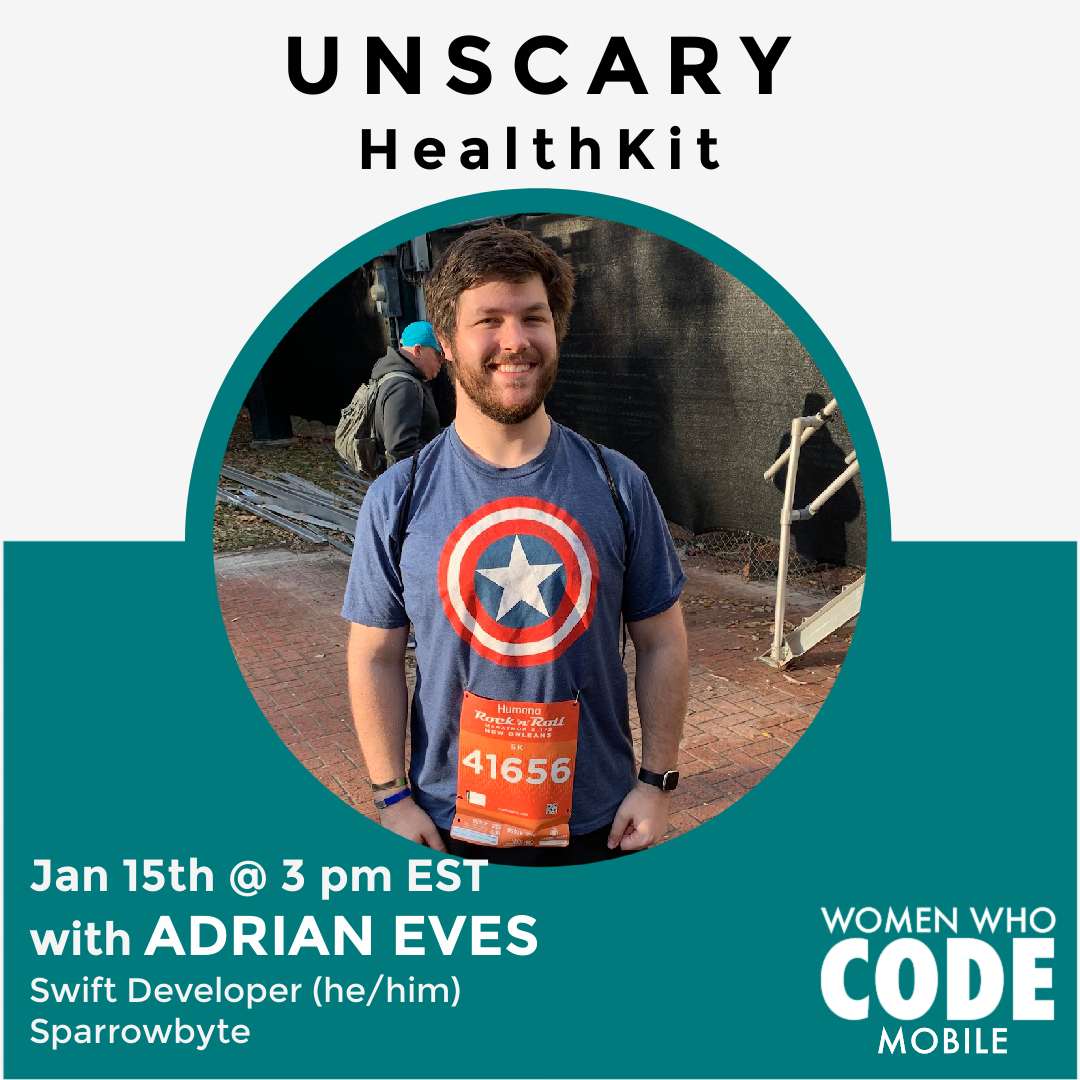 UNSCARY
HealthKit
Humana
Rock 'n' Roll
MARATHON & 1/2
NEW ORLEANS
5K
41656
Jan 15th @ 3 pm EST
with ADRIAN EVES
Swift Developer (he/him)
Sparrowbyte
WOMEN WHO
CODE
MOBILE